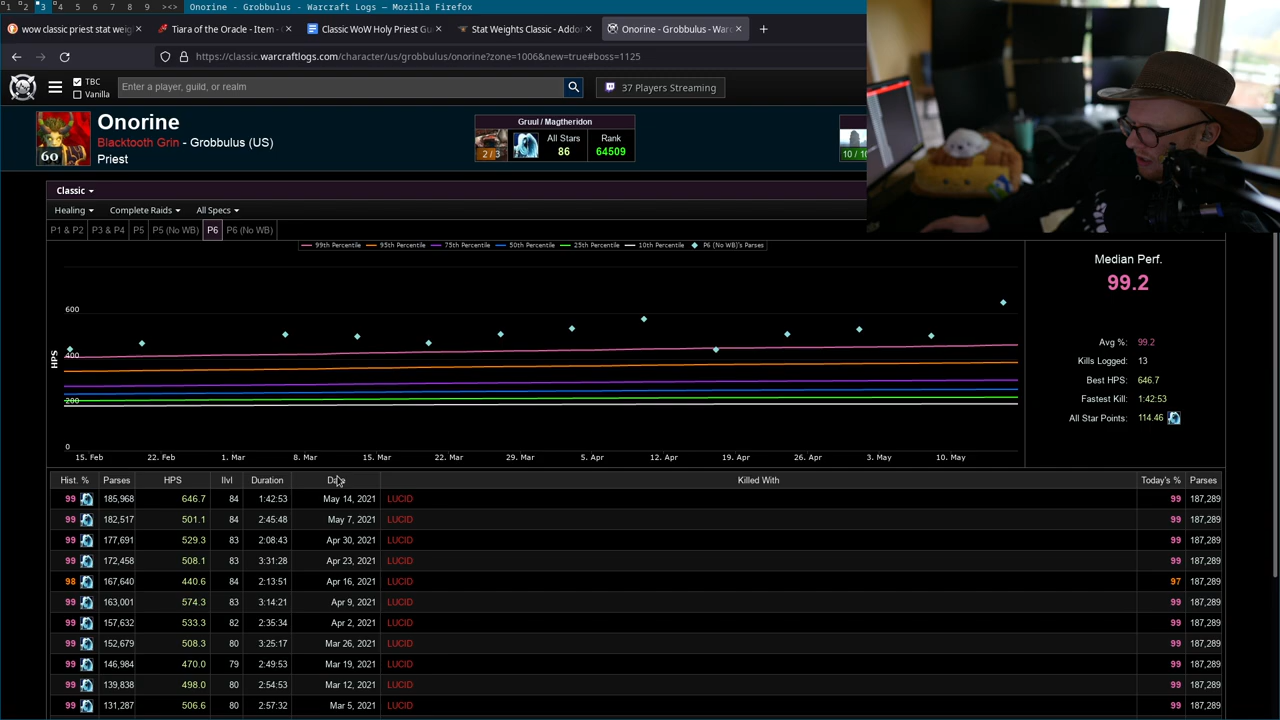 1 2 3 4 5 6 7 8 9 ><> Onorine - Grobbulus - Warcraft Logs — Mozilla Firefox
wow classic priest stat weig × Tiara of the Oracle - Item - × Classic WoW Holy Priest Gu × Stat Weights Classic - Addo × Onorine - Grobbulus - War × +
https://classic.warcraftlogs.com/character/us/grobbulus/onorine?zone=1006&new=true#boss=1125
TBC
Vanilla
Enter a player, guild, or realm
37 Players Streaming
Onorine
Blacktooth Grin - Grobbulus (US)
Priest
60
Gruul / Magtheridon
2 / 3
All Stars
86
Rank
64509
10 / 10
Classic
Healing Complete Raids All Specs
P1 & P2 P3 & P4 P5 P5 (No WB) P6 P6 (No WB)
99th Percentile 95th Percentile 75th Percentile 50th Percentile 25th Percentile 10th Percentile P6 (No WB)'s Parses
HPS
600
400
200
0
15. Feb 22. Feb 1. Mar 8. Mar 15. Mar 22. Mar 29. Mar 5. Apr 12. Apr 19. Apr 26. Apr 3. May 10. May
Median Perf.
99.2
Avg %: 99.2
Kills Logged: 13
Best HPS: 646.7
Fastest Kill: 1:42:53
All Star Points: 114.46
Hist. % Parses HPS Ilvl Duration Date Killed With Today's % Parses
99 185,968 646.7 84 1:42:53 May 14, 2021 LUCID 99 187,289
99 182,517 501.1 84 2:45:48 May 7, 2021 LUCID 99 187,289
99 177,691 529.3 83 2:08:43 Apr 30, 2021 LUCID 99 187,289
99 172,458 508.1 83 3:31:28 Apr 23, 2021 LUCID 99 187,289
98 167,640 440.6 84 2:13:51 Apr 16, 2021 LUCID 97 187,289
99 163,001 574.3 83 3:14:21 Apr 9, 2021 LUCID 99 187,289
99 157,632 533.3 82 2:35:34 Apr 2, 2021 LUCID 99 187,289
99 152,679 508.3 80 3:25:17 Mar 26, 2021 LUCID 99 187,289
99 146,984 470.0 79 2:49:53 Mar 19, 2021 LUCID 99 187,289
99 139,838 498.0 80 2:54:53 Mar 12, 2021 LUCID 99 187,289
99 131,287 506.6 80 2:57:32 Mar 5, 2021 LUCID 99 187,289